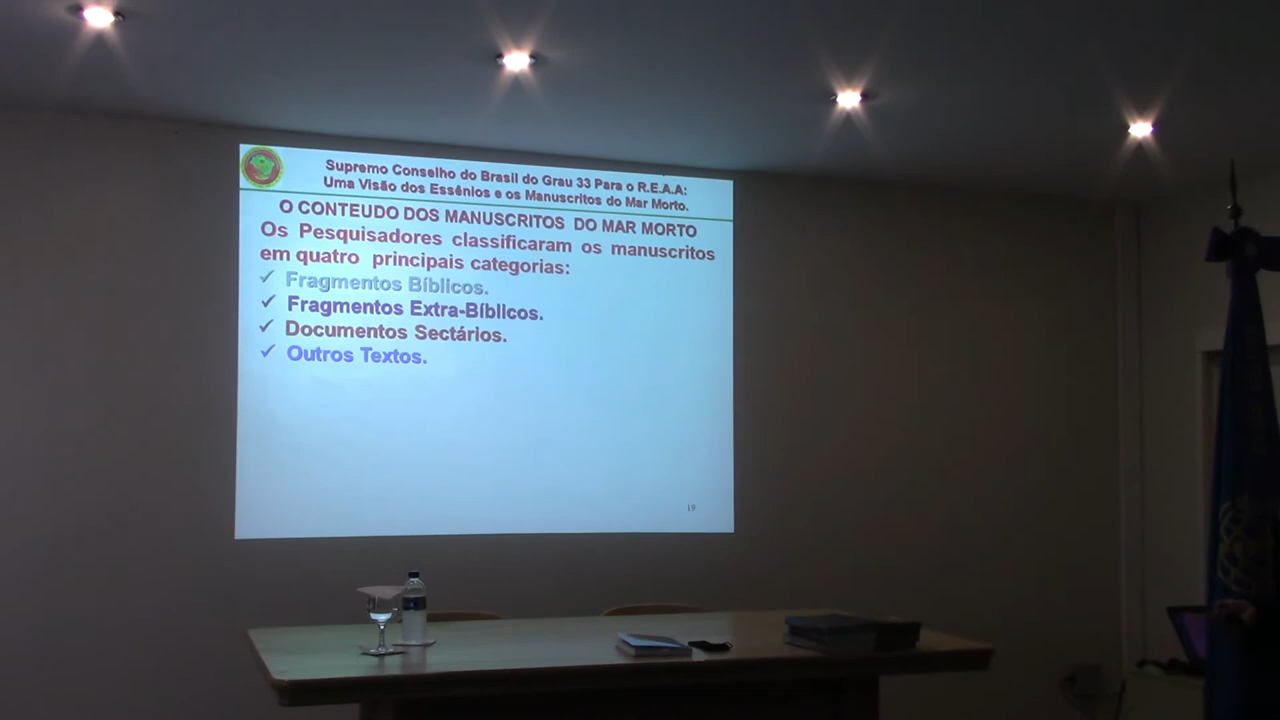 Supremo Conselho do Brasil do Grau 33 Para o R.E.A.A:
Uma Visão dos Essênios e os Manuscritos do Mar Morto.
O CONTEUDO DOS MANUSCRITOS DO MAR MORTO
Os Pesquisadores classificaram os manuscritos
em quatro principais categorias:
✓ Fragmentos Bíblicos.
✓ Fragmentos Extra-Bíblicos.
✓ Documentos Sectários.
✓ Outros Textos.
19